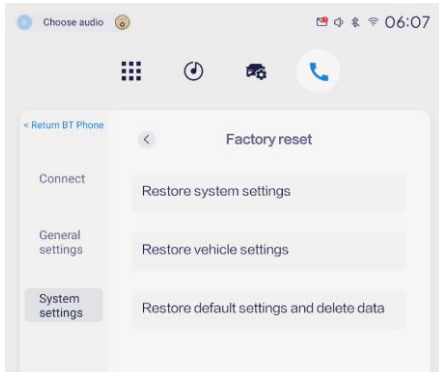 Choose audio
06:07
< Return BT Phone
Factory reset
Connect
Restore system settings
General
settings
Restore vehicle settings
System
settings
Restore default settings and delete data